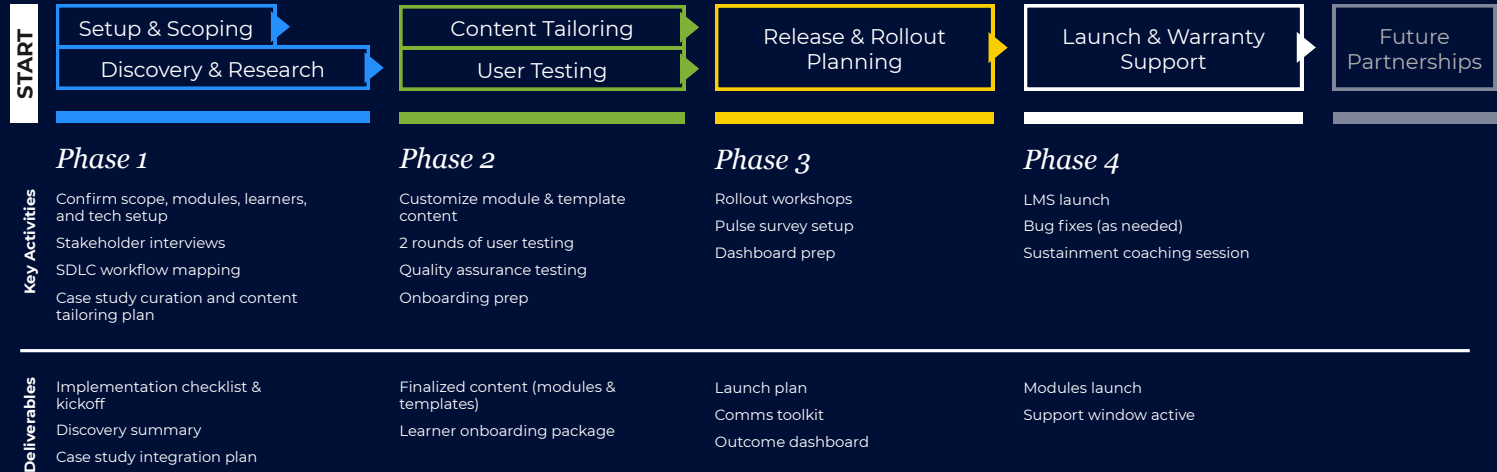 START
Setup & Scoping
Discovery & Research
Content Tailoring
User Testing
Release & Rollout
Planning
Launch & Warranty
Support
Future
Partnerships
Phase 1
Phase 2
Phase 3
Phase 4
Key Activities
Confirm scope, modules, learners,
and tech setup
Stakeholder interviews
SDLC workflow mapping
Case study curation and content
tailoring plan
Customize module & template
content
2 rounds of user testing
Quality assurance testing
Onboarding prep
Rollout workshops
Pulse survey setup
Dashboard prep
LMS launch
Bug fixes (as needed)
Sustainment coaching session
Deliverables
Implementation checklist &
kickoff
Discovery summary
Case study integration plan
Finalized content (modules &
templates)
Learner onboarding package
Launch plan
Comms toolkit
Outcome dashboard
Modules launch
Support window active